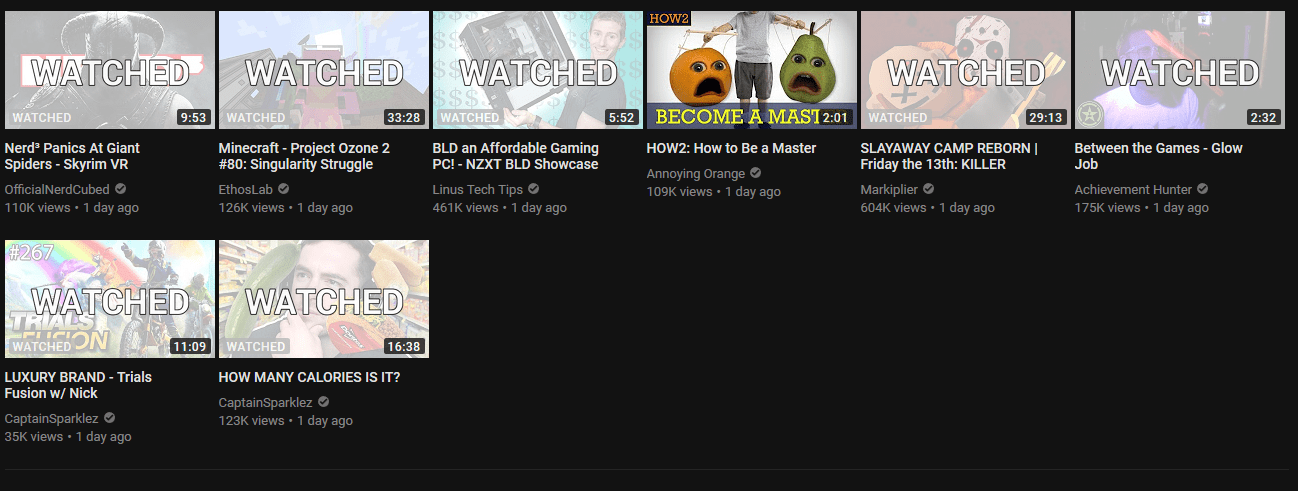 WATCHED
WATCHED
9:53
Nerd³ Panics At Giant
Spiders - Skyrim VR
OfficialNerdCubed
110K views • 1 day ago
WATCHED
WATCHED
33:28
Minecraft - Project Ozone 2
#80: Singularity Struggle
EthosLab
126K views • 1 day ago
WATCHED
WATCHED
5:52
BLD an Affordable Gaming
PC! - NZXT BLD Showcase
Linus Tech Tips
461K views • 1 day ago
HOW2
BECOME A MAST
2:01
HOW2: How to Be a Master
Annoying Orange
109K views • 1 day ago
WATCHED
WATCHED
29:13
SLAYAWAY CAMP REBORN |
Friday the 13th: KILLER
Markiplier
604K views • 1 day ago
WATCHED
2:32
Between the Games - Glow
Job
Achievement Hunter
175K views • 1 day ago
#267
WATCHED
TRIALS
FUSION
WATCHED
11:09
LUXURY BRAND - Trials
Fusion w/ Nick
CaptainSparklez
35K views • 1 day ago
WATCHED
WATCHED
16:38
HOW MANY CALORIES IS IT?
CaptainSparklez
123K views • 1 day ago